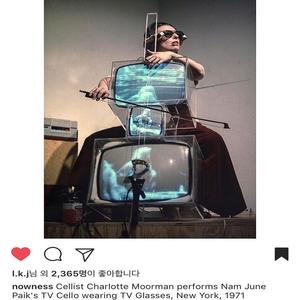 l.k.j님 외 2,365명이 좋아합니다
nowness Cellist Charlotte Moorman performs Nam June
Paik's TV Cello wearing TV Glasses, New York, 1971